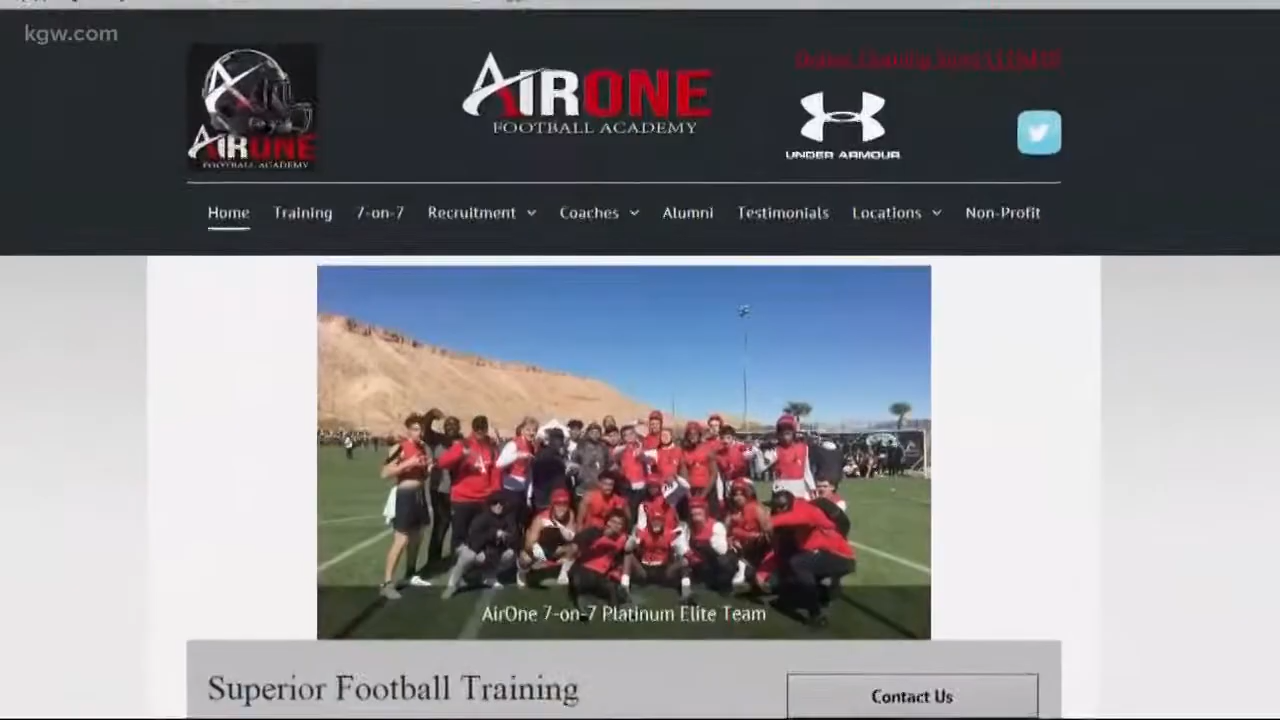 kgw.com
AIRONE
FOOTBALL ACADEMY
AIRONE
FOOTBALL ACADEMY
UNDER ARMOUR
Home Training 7-on-7 Recruitment Coaches Alumni Testimonials Locations Non-Profit
AirOne 7-on-7 Platinum Elite Team
Superior Football Training
Contact Us